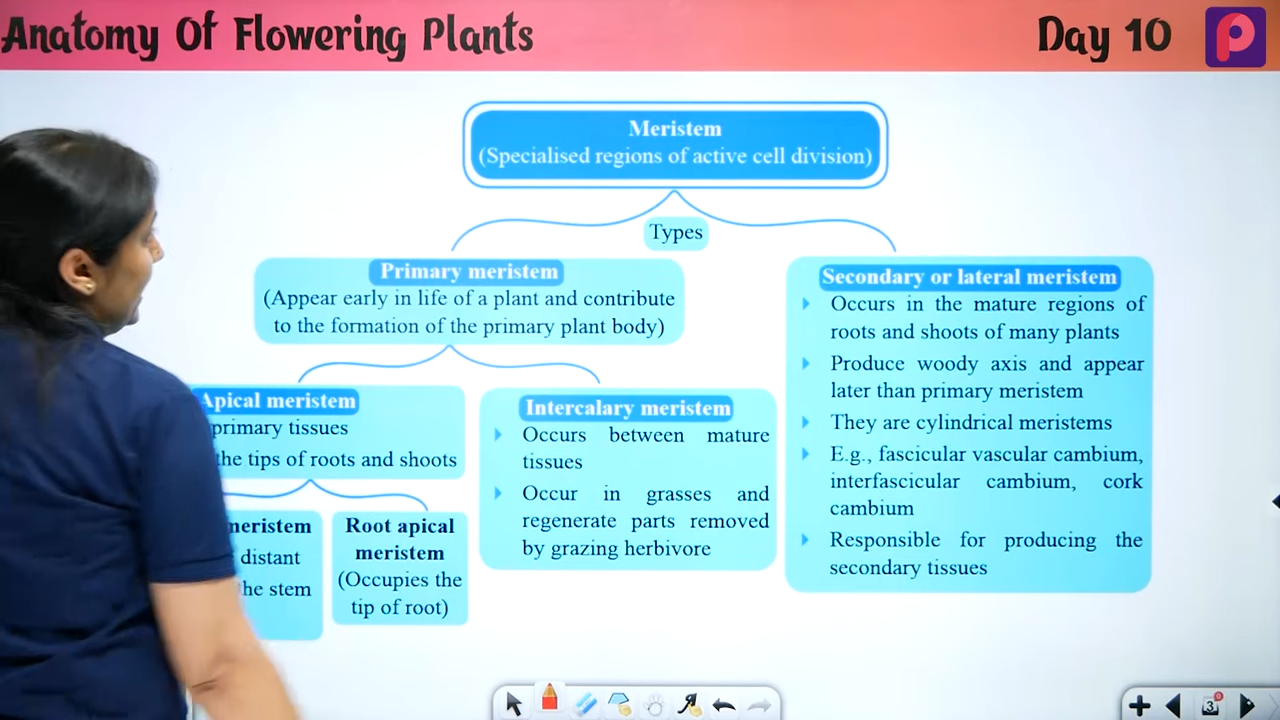 Anatomy Of Flowering Plants
Day 10
Meristem
(Specialised regions of active cell division)
Types
Primary meristem
(Appear early in life of a plant and contribute
to the formation of the primary plant body)
Secondary or lateral meristem
Occurs in the mature regions of
roots and shoots of many plants
Produce woody axis and appear
later than primary meristem
They are cylindrical meristems
E.g., fascicular vascular cambium,
interfascicular cambium, cork
cambium
Responsible for producing the
secondary tissues
Apical meristem
primary tissues
the tips of roots and shoots
Intercalary meristem
Occurs between mature
tissues
Occur in grasses and
regenerate parts removed
by grazing herbivore
meristem
distant
the stem
Root apical
meristem
(Occupies the
tip of root)
3